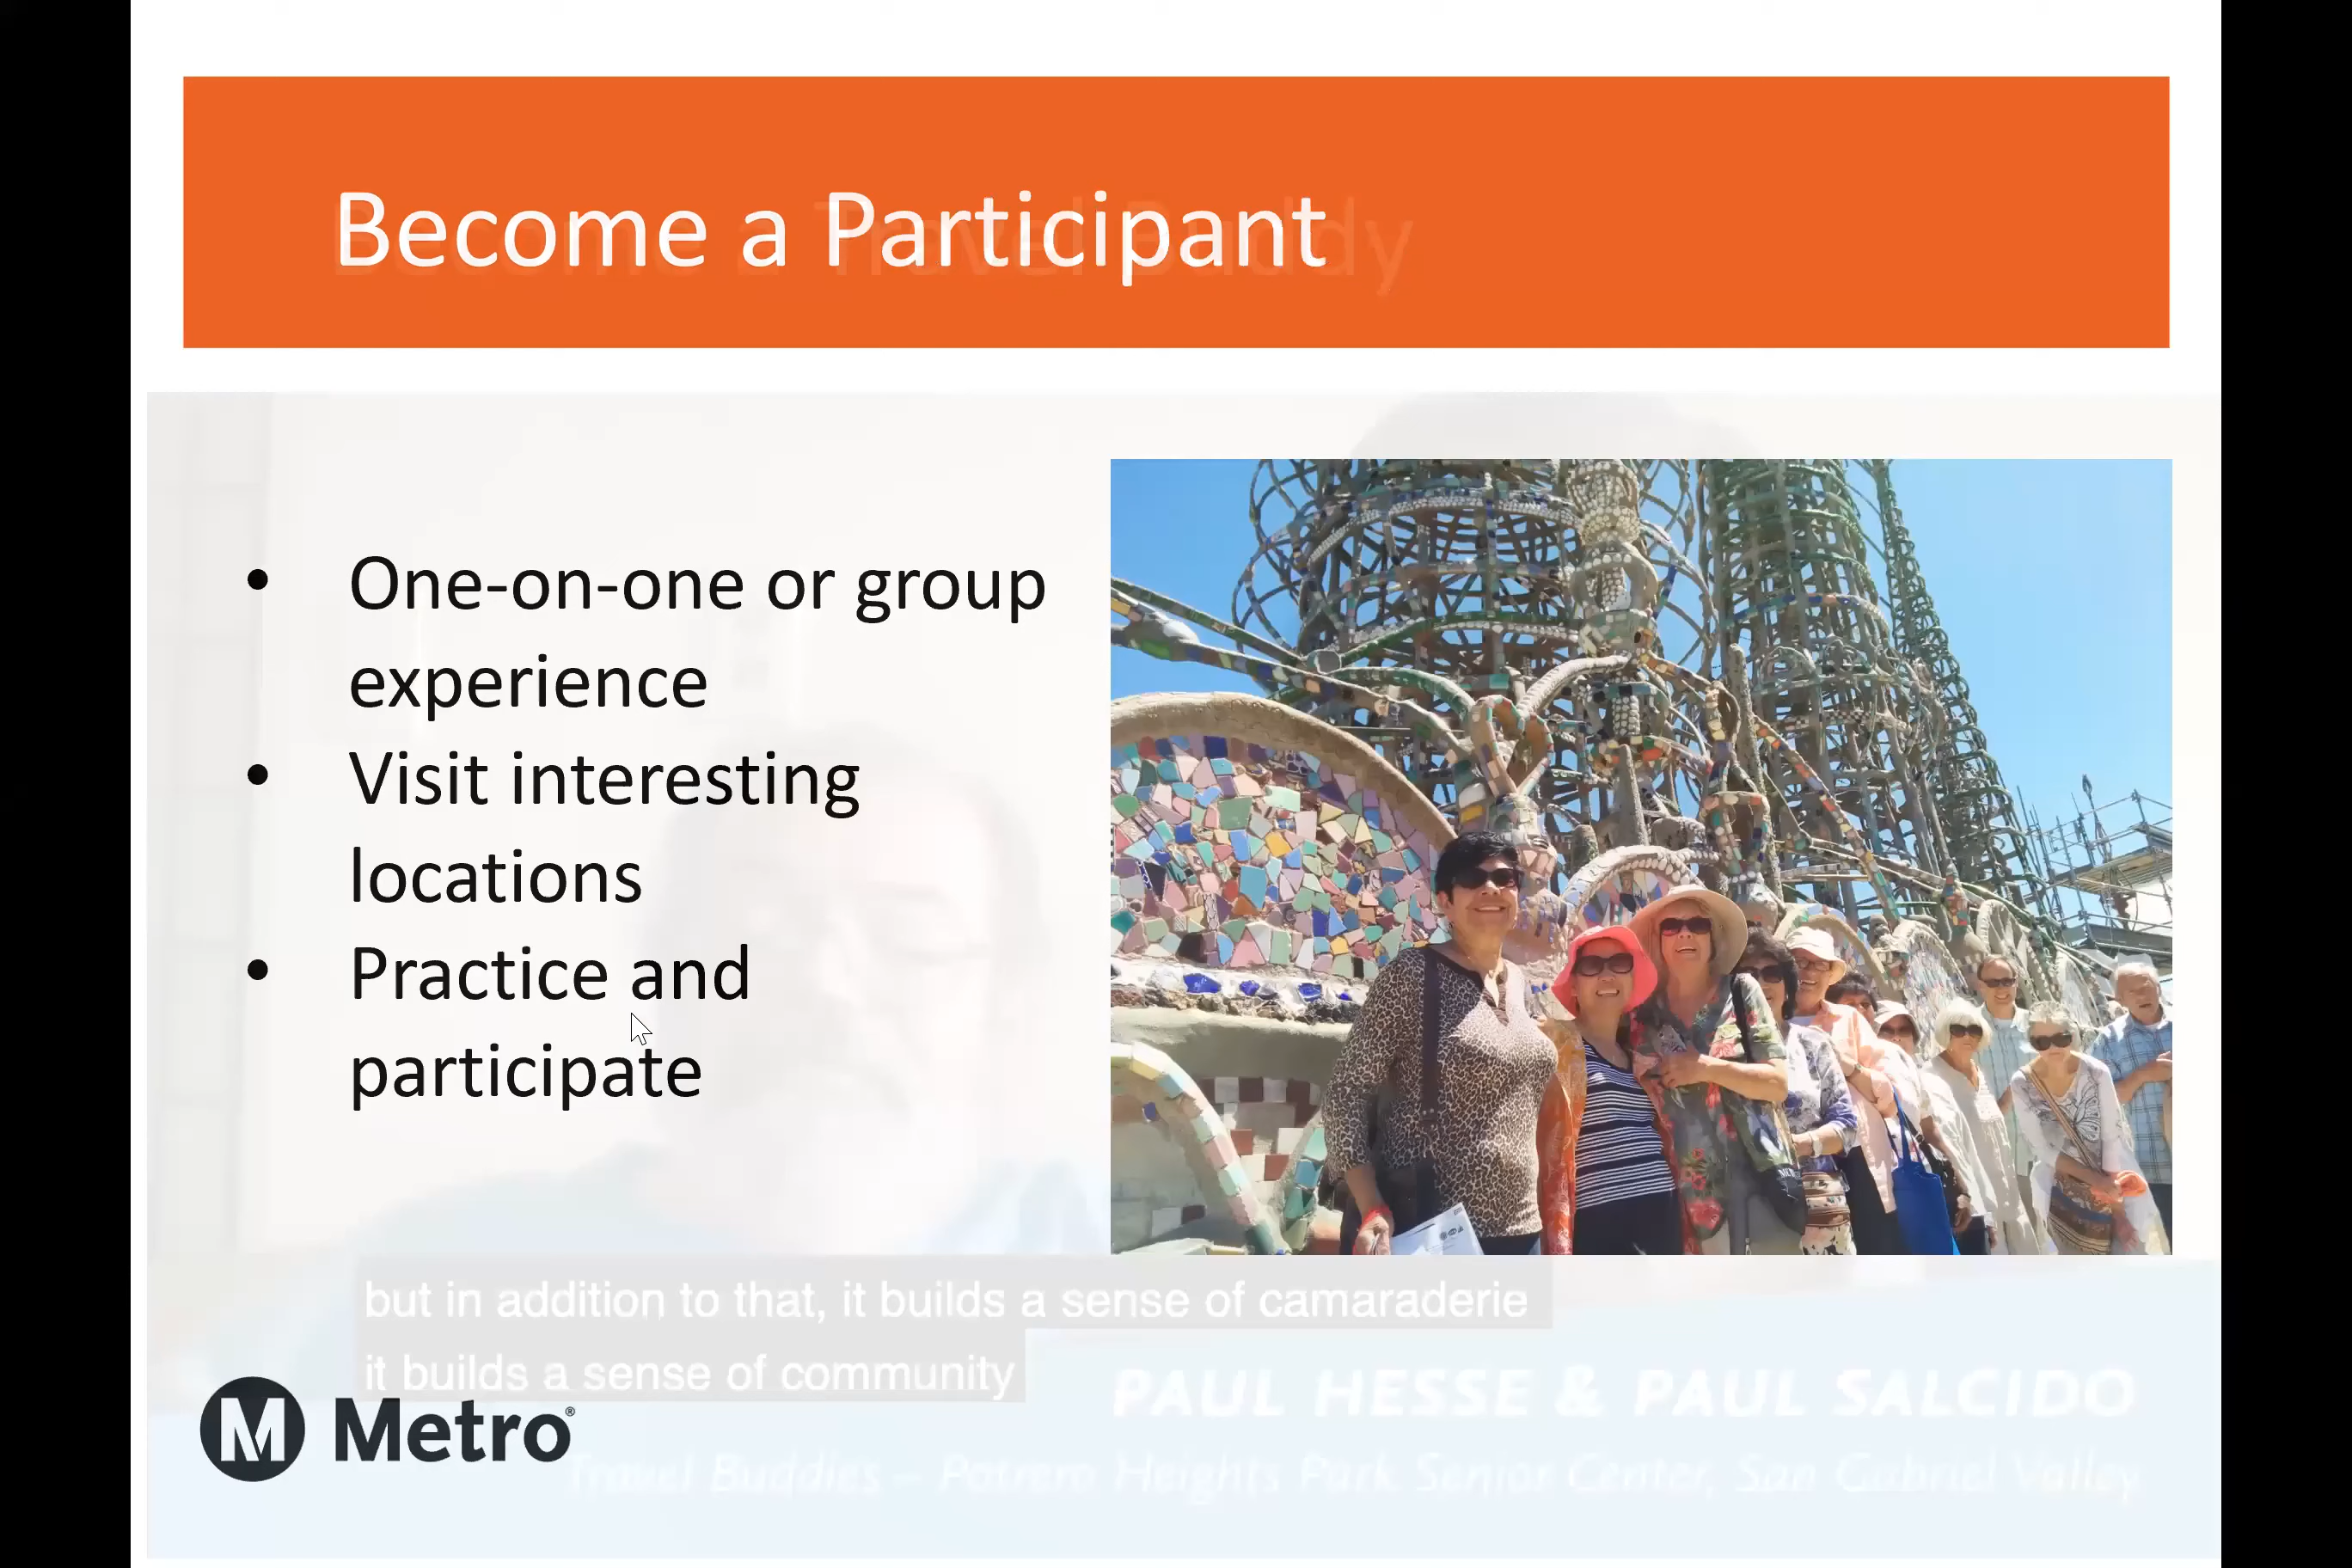 Become a Participant
Become a Travel Buddy
• One-on-one or group
experience
• Visit interesting
locations
• Practice and
participate
but in addition to that, it builds a sense of camaraderie
it builds a sense of community
PAUL HESSE & PAUL SALCIDO
M Metro®
Travel Buddies – Potrero Heights Park Senior Center, San Gabriel Valley